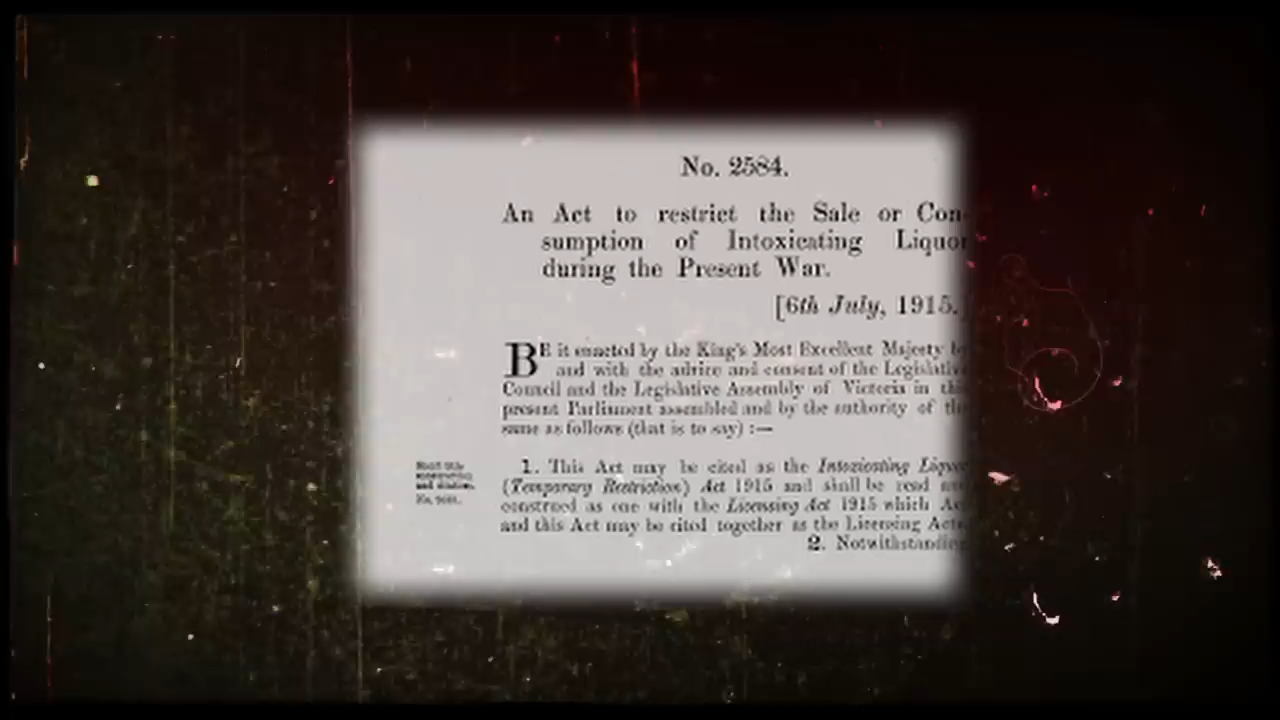 No. 2584.
An Act to restrict the Sale or Con-
sumption of Intoxicating Liquor
during the Present War.
[6th July, 1915.]
BE it enacted by the King's Most Excellent Majesty by
and with the advice and consent of the Legislative
Council and the Legislative Assembly of Victoria in this
present Parliament assembled and by the authority of the
same as follows (that is to say) :—
Short title
and citation.
1. This Act may be cited as the Intoxicating Liquor
(Temporary Restriction) Act 1915 and shall be read and
construed as one with the Licensing Act 1915 which Act
and this Act may be cited together as the Licensing Acts.
2. Notwithstanding